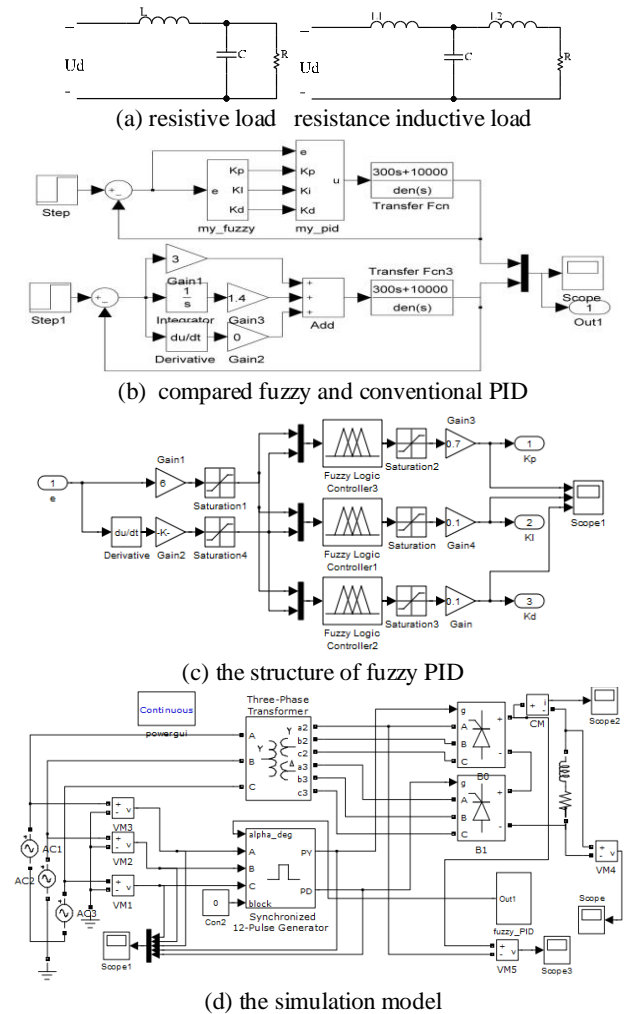 L
L1 L2
Ud C R Ud C R
(a) resistive load resistance inductive load
e
Kp Kp
e KI Ki u 300s+10000
Kd Kd den(s)
Step my_fuzzy my_pid Transfer Fcn
3
Gain1 Transfer Fcn3
1/s 1.4 300s+10000 Scope
Step1 Integrator Gain3 Add den(s) 1
du/dt 0 Out1
Derivative Gain2
(b) compared fuzzy and conventional PID
Gain3
Gain1 0.7 1
1 6 Fuzzy Logic Saturation2 Kp
e Saturation1 Controller3
du/dt -K- 0.1 2 Scope1
Derivative Gain2 Saturation4 Fuzzy Logic Saturation Gain4 KI
Controller1
0.1 3
Fuzzy Logic Saturation3 Gain Kd
Controller2
(c) the structure of fuzzy PID
Continuous Three-Phase
powergui Transformer
A a2 g + i
B Y Y b2 A + CM Scope2
C Δ c2 B -
a3 C
b3 B0
c3 g +
A
B -
C
B1
+ - v VM3
+ - v VM2
+ - v VM1
AC1
AC2
AC3
alpha_deg
A PY
B
C PD
block
0
Con2
Synchronized
12-Pulse Generator
Out1
fuzzy_PID
+ - v VM4
Scope
Scope1
+ - v VM5
Scope3
(d) the simulation model